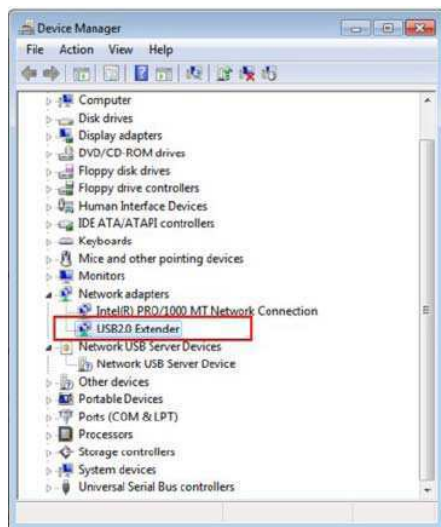 Device Manager
File Action View Help
Computer
Disk drives
Display adapters
DVD/CD-ROM drives
Floppy disk drives
Floppy drive controllers
Human Interface Devices
IDE ATA/ATAPI controllers
Keyboards
Mice and other pointing devices
Monitors
Network adapters
Intel(R) PRO/1000 MT Network Connection
USB2.0 Extender
Network USB Server Devices
Network USB Server Device
Other devices
Portable Devices
Ports (COM & LPT)
Processors
Storage controllers
System devices
Universal Serial Bus controllers